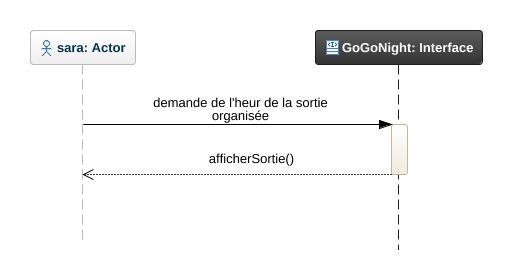 sara: Actor
GoGoNight: Interface
demande de l'heur de la sortie
organisée
afficherSortie()